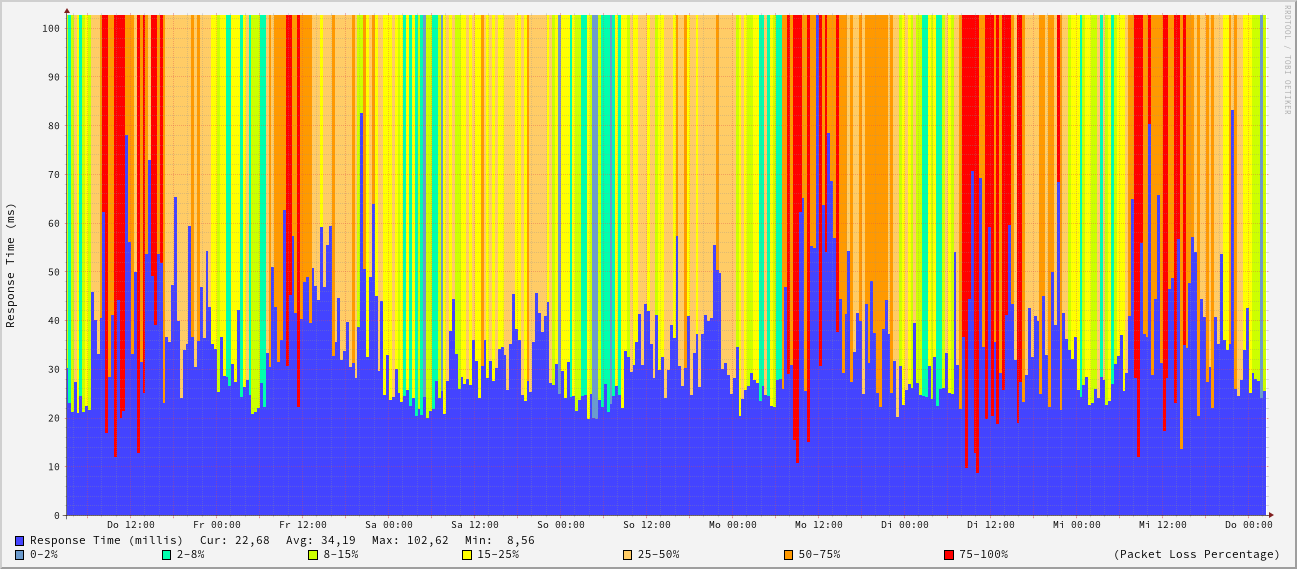 RRDTOOL / TOBI OETIKER
Response Time (ms)
100
90
80
70
60
50
40
30
20
10
0
Do 12:00 Fr 00:00 Fr 12:00 Sa 00:00 Sa 12:00 So 00:00 So 12:00 Mo 00:00 Mo 12:00 Di 00:00 Di 12:00 Mi 00:00 Mi 12:00 Do 00:00
Response Time (millis) Cur: 22,68 Avg: 34,19 Max: 102,62 Min: 8,56
0-2% 2-8% 8-15% 15-25% 25-50% 50-75% 75-100% (Packet Loss Percentage)